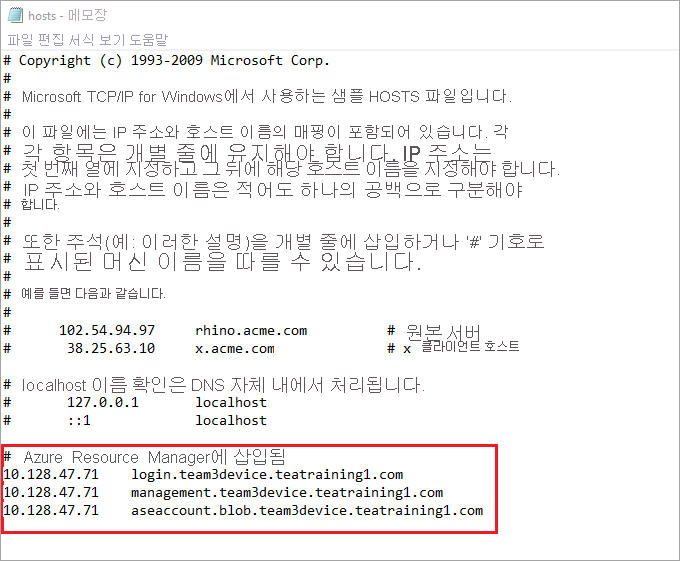 hosts - 메모장
파일 편집 서식 보기 도움말
# Copyright (c) 1993-2009 Microsoft Corp.
#
# Microsoft TCP/IP for Windows에서 사용하는 샘플 HOSTS 파일입니다.
#
# 이 파일에는 IP 주소와 호스트 이름의 매핑이 포함되어 있습니다. 각
# 각 항목은 개별 줄에 유지해야 합니다. IP 주소는
# 첫 번째 열에 지정하고 그 뒤에 해당 호스트 이름을 지정해야 합니다.
# IP 주소와 호스트 이름은 적어도 하나의 공백으로 구분해야
# 합니다.
#
# 또한 주석(예: 이러한 설명)을 개별 줄에 삽입하거나 '#' 기호로
# 표시된 머신 이름을 따를 수 있습니다.
#
# 예를 들면 다음과 같습니다.
#
# 102.54.94.97 rhino.acme.com # 원본 서버
# 38.25.63.10 x.acme.com # x 클라이언트 호스트

# localhost 이름 확인은 DNS 자체 내에서 처리됩니다.
# 127.0.0.1 localhost
# ::1 localhost

# Azure Resource Manager에 삽입됨
10.128.47.71 login.team3device.teatraining1.com
10.128.47.71 management.team3device.teatraining1.com
10.128.47.71 aseaccount.blob.team3device.teatraining1.com